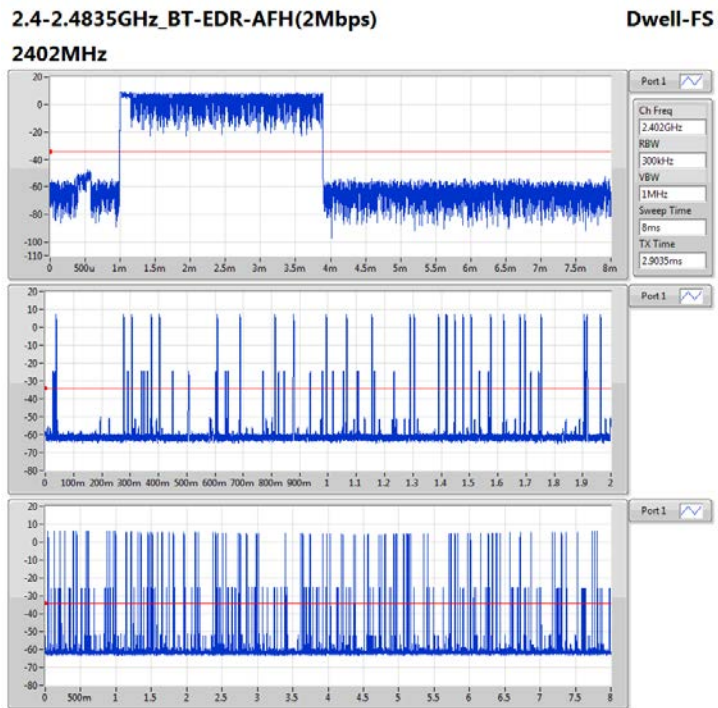 2.4-2.4835GHz_BT-EDR-AFH(2Mbps) Dwell-FS
2402MHz
Port 1
Ch Freq
2.402GHz
RBW
300kHz
VBW
1MHz
Sweep Time
8ms
TX Time
2.9035ms
20
0
-20
-40
-60
-80
-100
-110
0 500u 1m 1.5m 2m 2.5m 3m 3.5m 4m 4.5m 5m 5.5m 6m 6.5m 7m 7.5m 8m
Port 1
20
10
0
-10
-20
-30
-40
-50
-60
-70
-80
0 100m 200m 300m 400m 500m 600m 700m 800m 900m 1 1.1 1.2 1.3 1.4 1.5 1.6 1.7 1.8 1.9 2
Port 1
20
10
0
-10
-20
-30
-40
-50
-60
-70
-80
0 500m 1 1.5 2 2.5 3 3.5 4 4.5 5 5.5 6 6.5 7 7.5 8